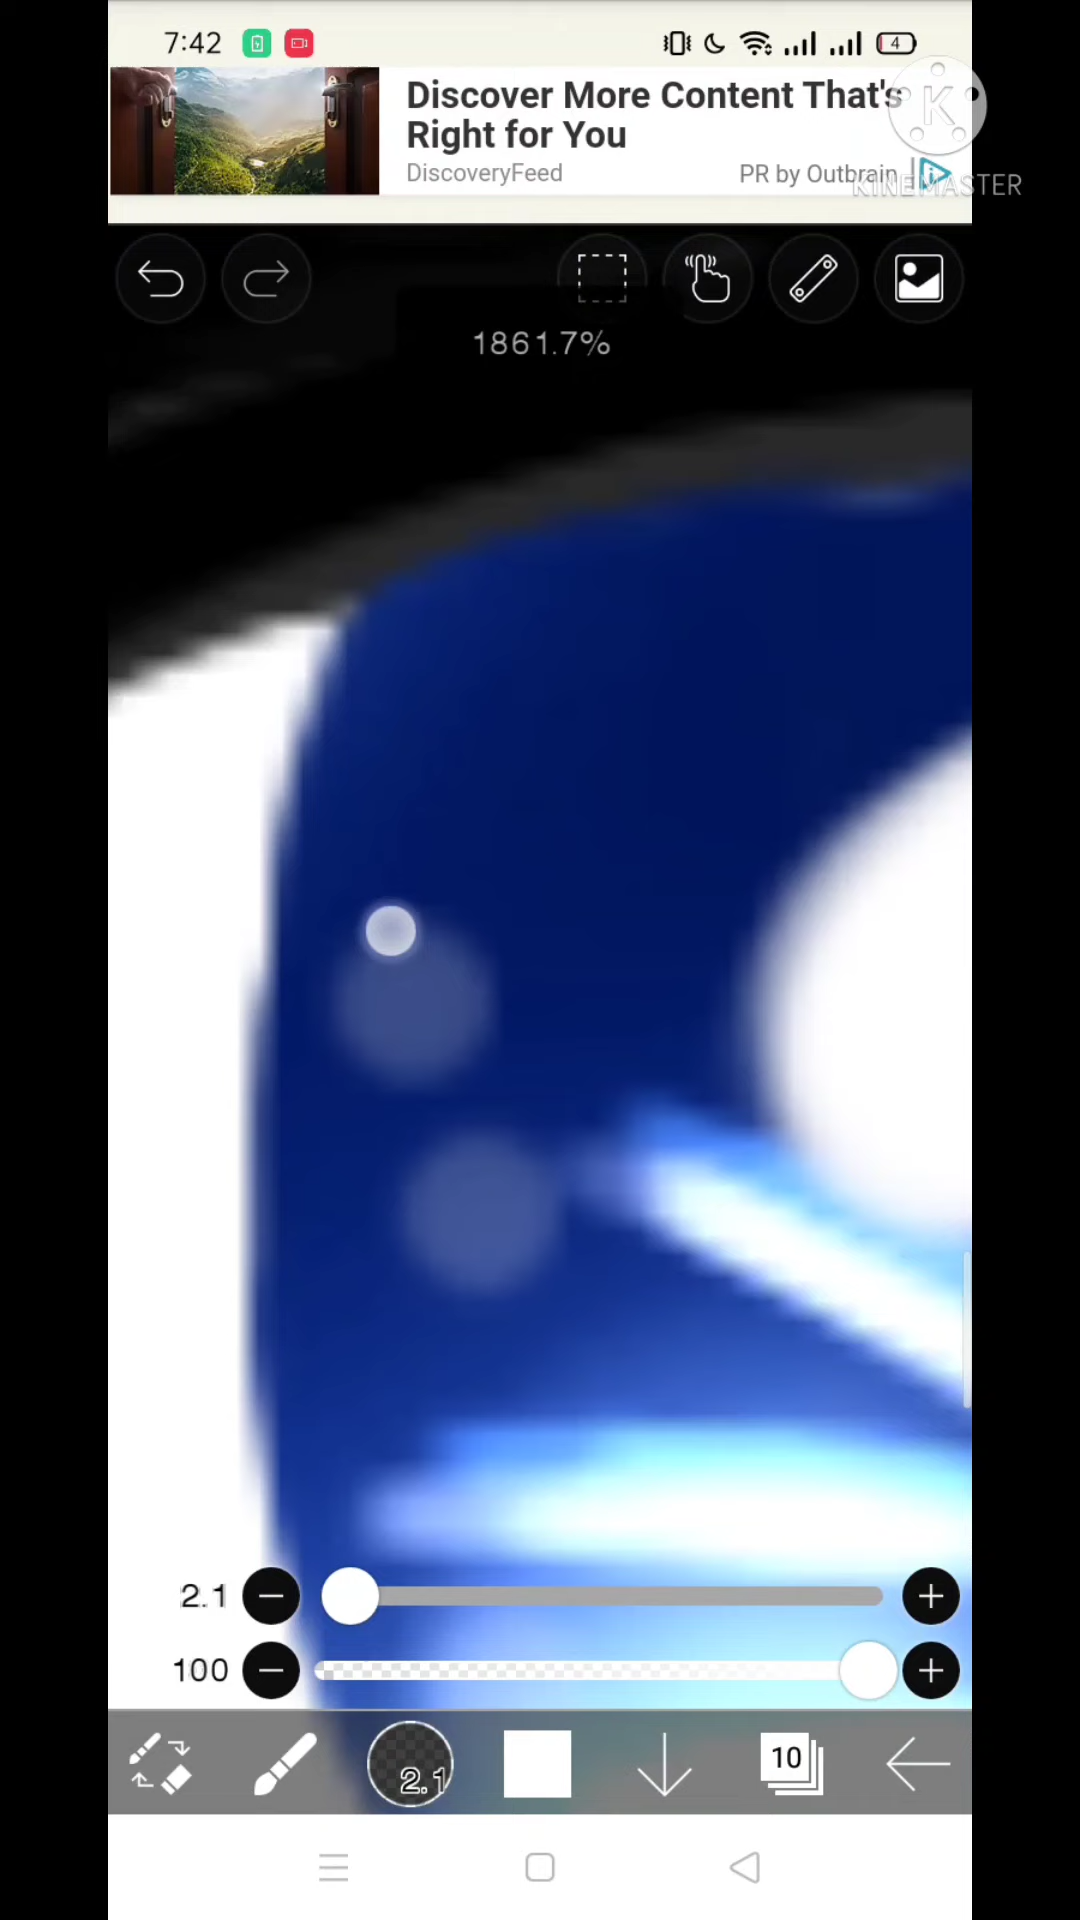 7:42
4
Discover More Content That's
Right for You
DiscoveryFeed
PR by Outbrain
K
KINEMASTER
1861.7%
2.1
100
2.1
10